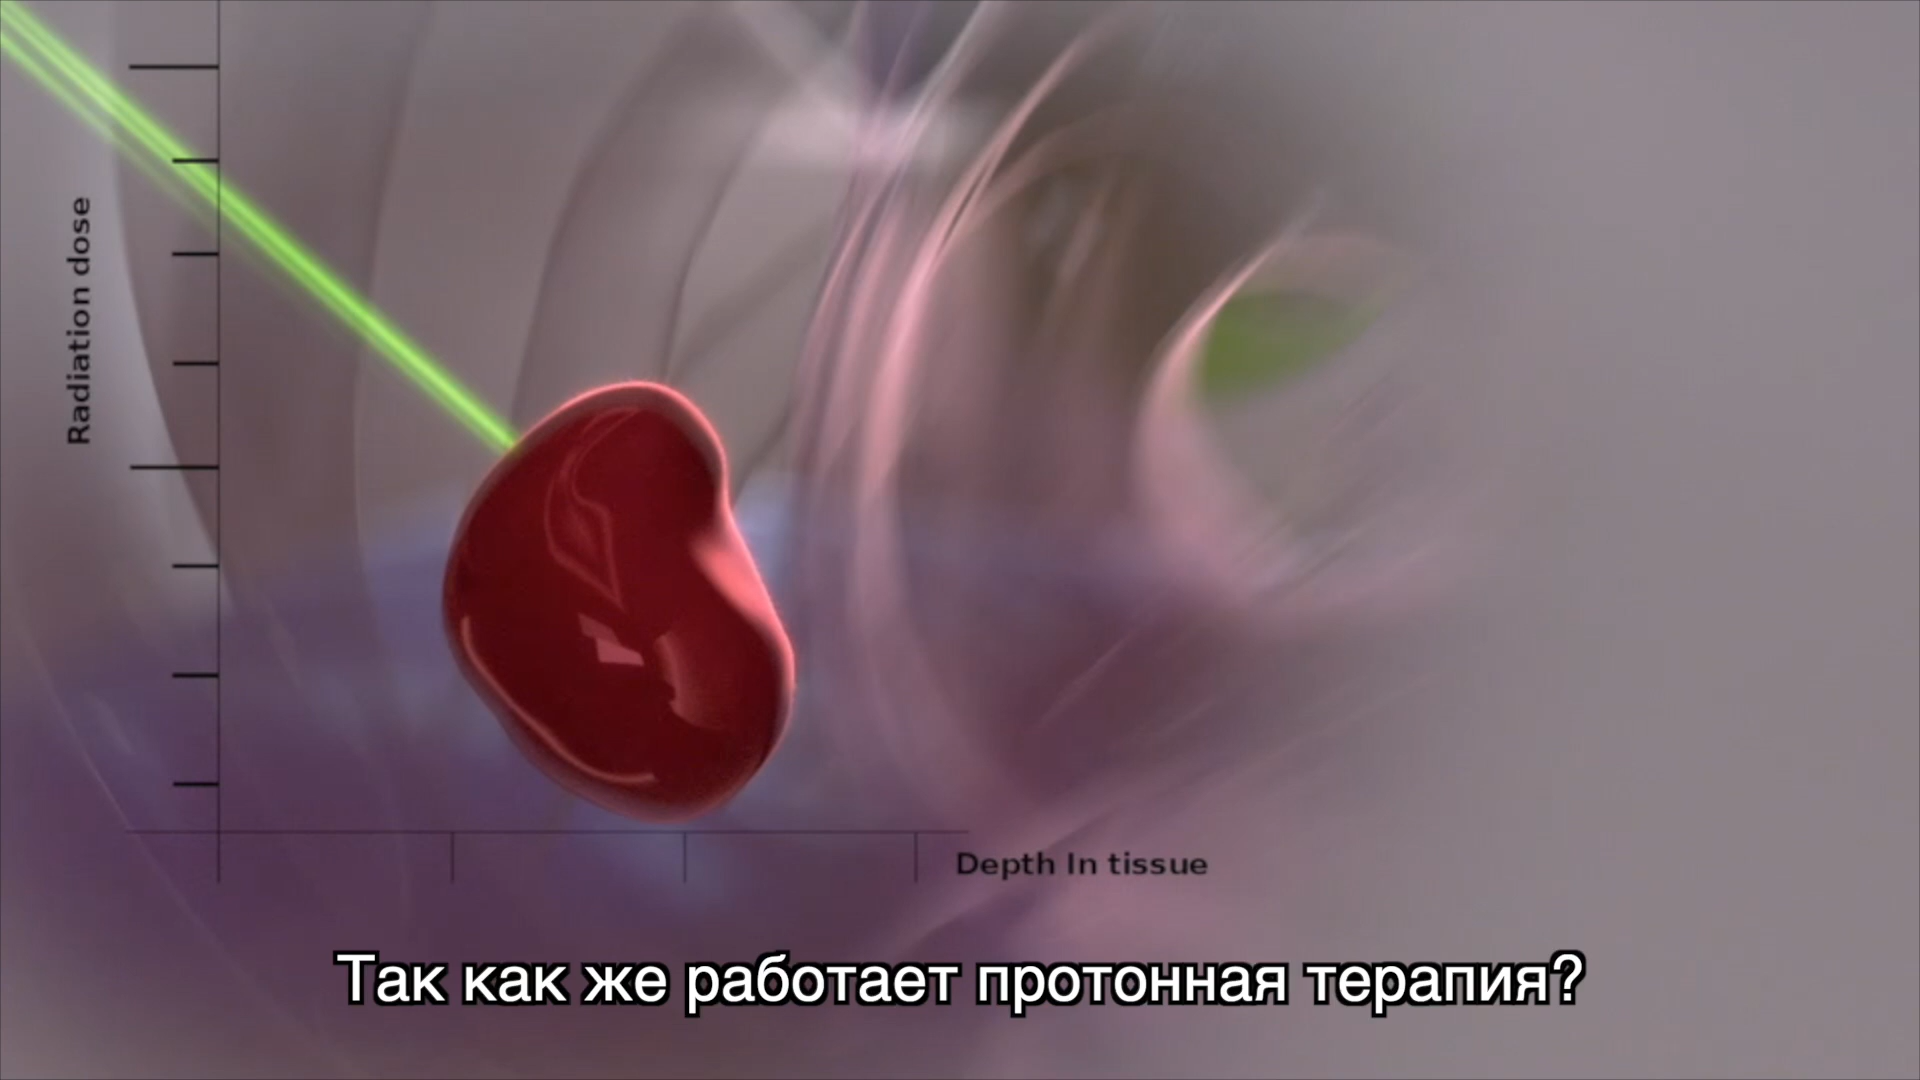 Radiation dose
Depth In tissue
Так как же работает протонная терапия?